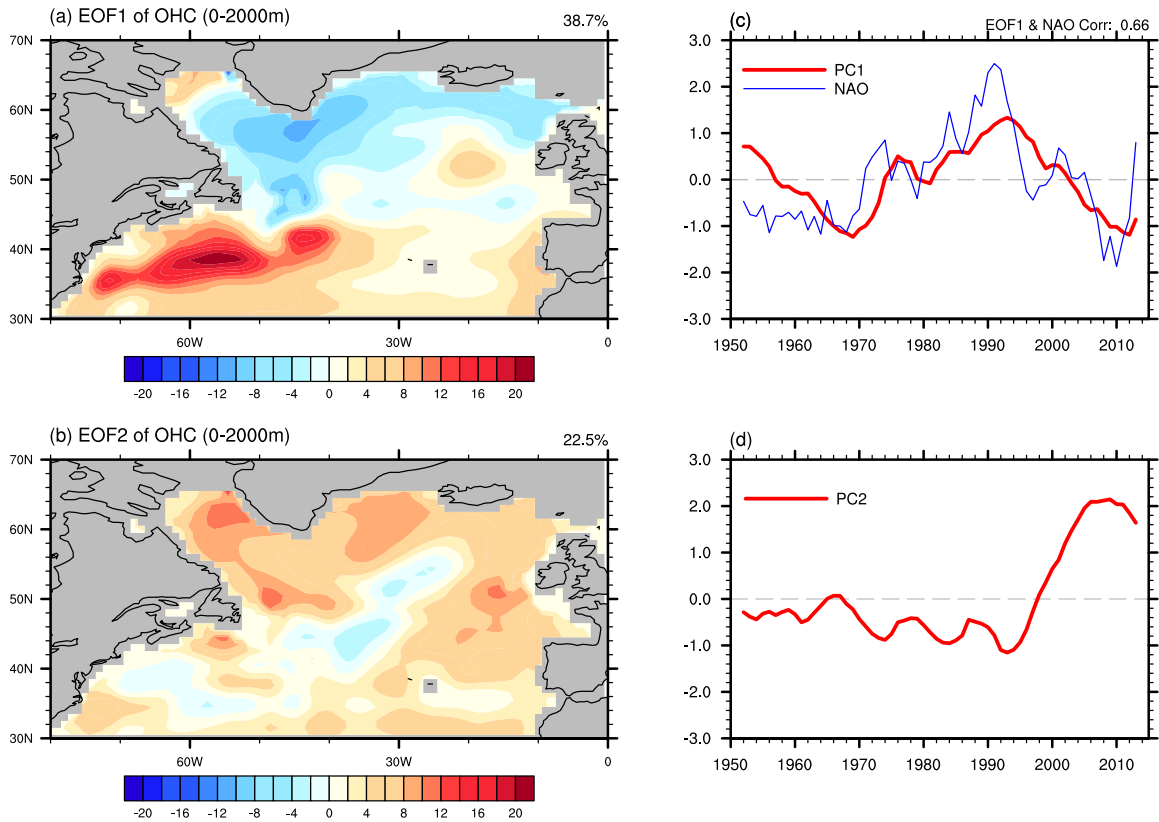 (a) EOF1 of OHC (0-2000m)
38.7%
70N
60N
50N
40N
30N
60W
30W
0
-20 -16 -12 -8 -4 0 4 8 12 16 20
(c)
EOF1 & NAO Corr: 0.66
PC1
NAO
3.0
2.0
1.0
0.0
-1.0
-2.0
-3.0
1950 1960 1970 1980 1990 2000 2010
(b) EOF2 of OHC (0-2000m)
22.5%
70N
60N
50N
40N
30N
60W
30W
0
-20 -16 -12 -8 -4 0 4 8 12 16 20
(d)
PC2
3.0
2.0
1.0
0.0
-1.0
-2.0
-3.0
1950 1960 1970 1980 1990 2000 2010